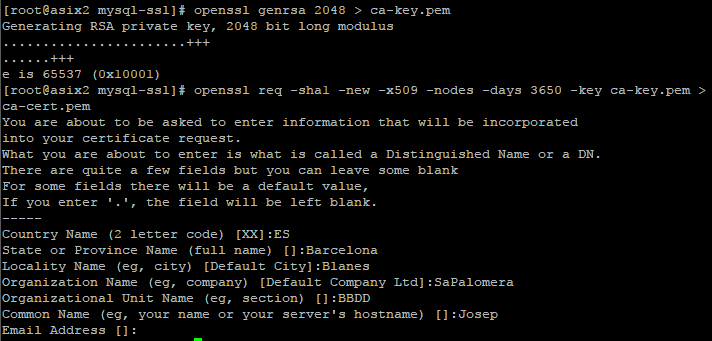 [root@asix2 mysql-ssl]# openssl genrsa 2048 > ca-key.pem
Generating RSA private key, 2048 bit long modulus
.......................+++
......+++
e is 65537 (0x10001)
[root@asix2 mysql-ssl]# openssl req -sha1 -new -x509 -nodes -days 3650 -key ca-key.pem >
ca-cert.pem
You are about to be asked to enter information that will be incorporated
into your certificate request.
What you are about to enter is what is called a Distinguished Name or a DN.
There are quite a few fields but you can leave some blank
For some fields there will be a default value,
If you enter '.', the field will be left blank.
-----
Country Name (2 letter code) [XX]:ES
State or Province Name (full name) []:Barcelona
Locality Name (eg, city) [Default City]:Blanes
Organization Name (eg, company) [Default Company Ltd]:SaPalomera
Organizational Unit Name (eg, section) []:BBDD
Common Name (eg, your name or your server's hostname) []:Josep
Email Address []: